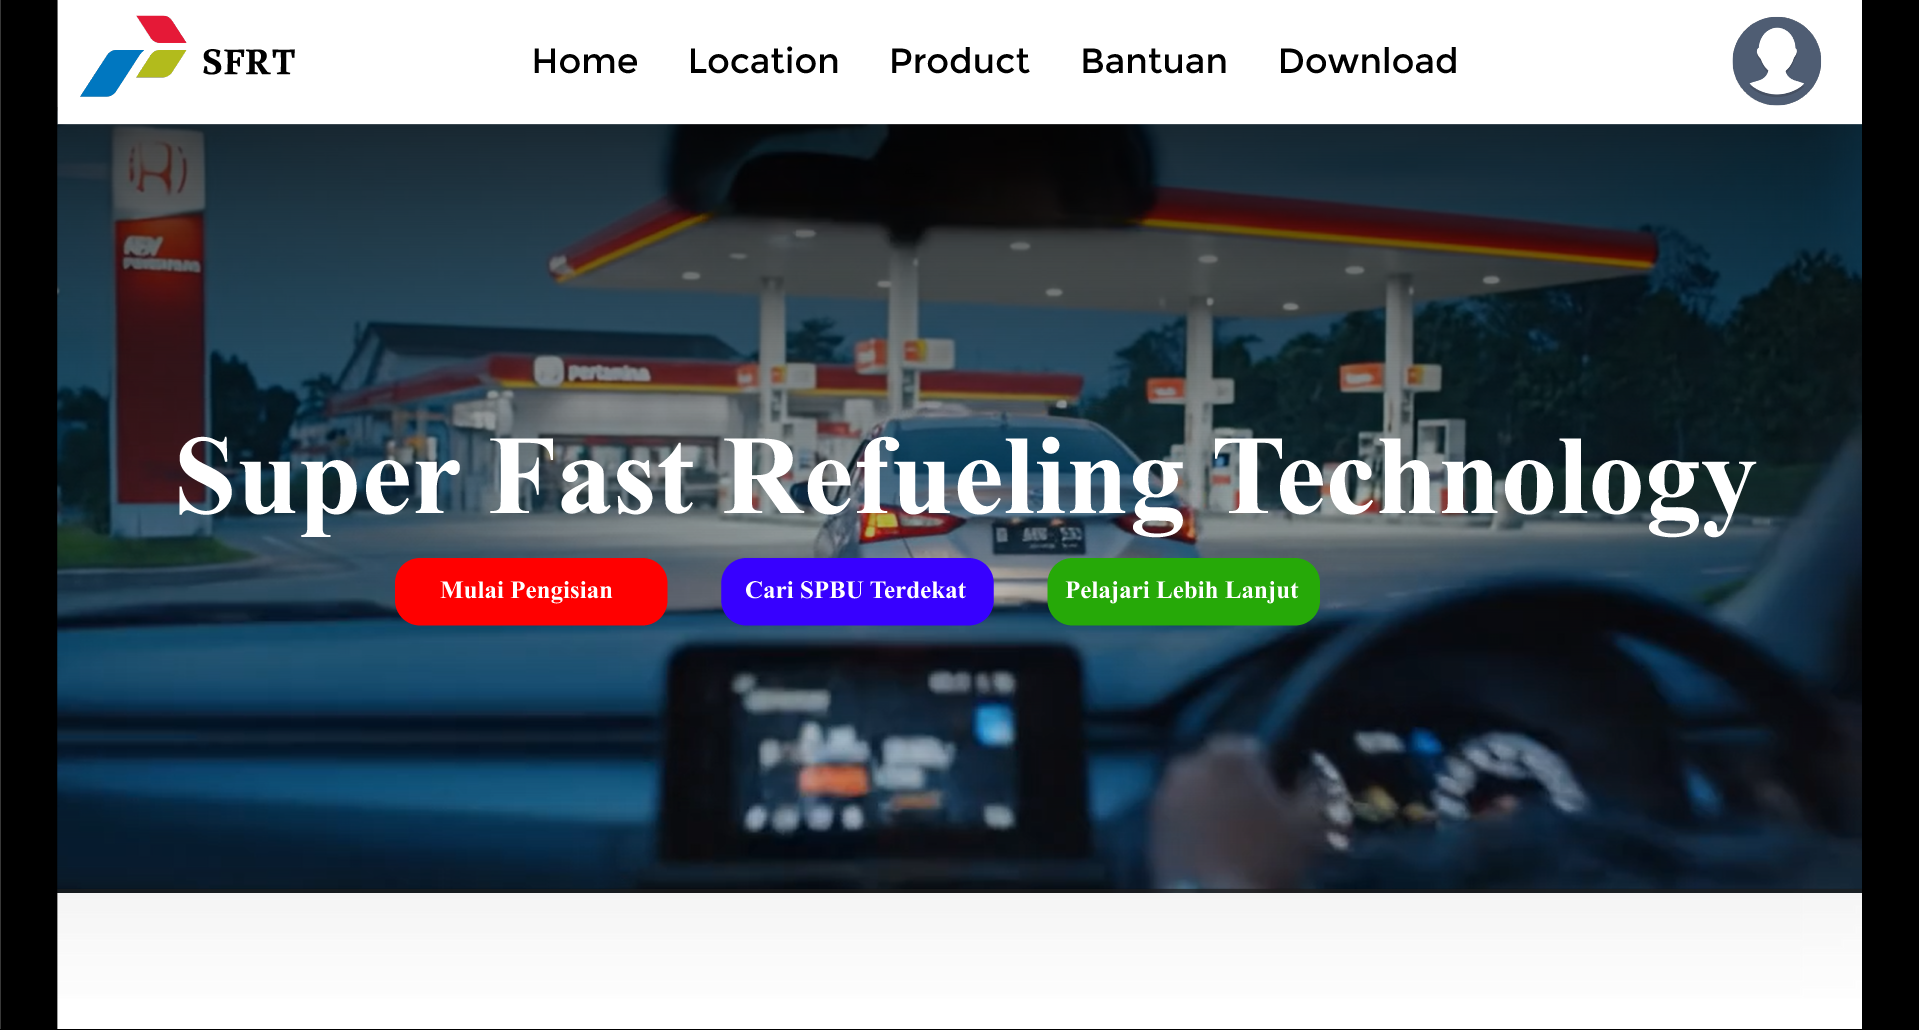 SFRT
Home Location Product Bantuan Download
pertamina
Super Fast Refueling Technology
Mulai Pengisian
Cari SPBU Terdekat
Pelajari Lebih Lanjut